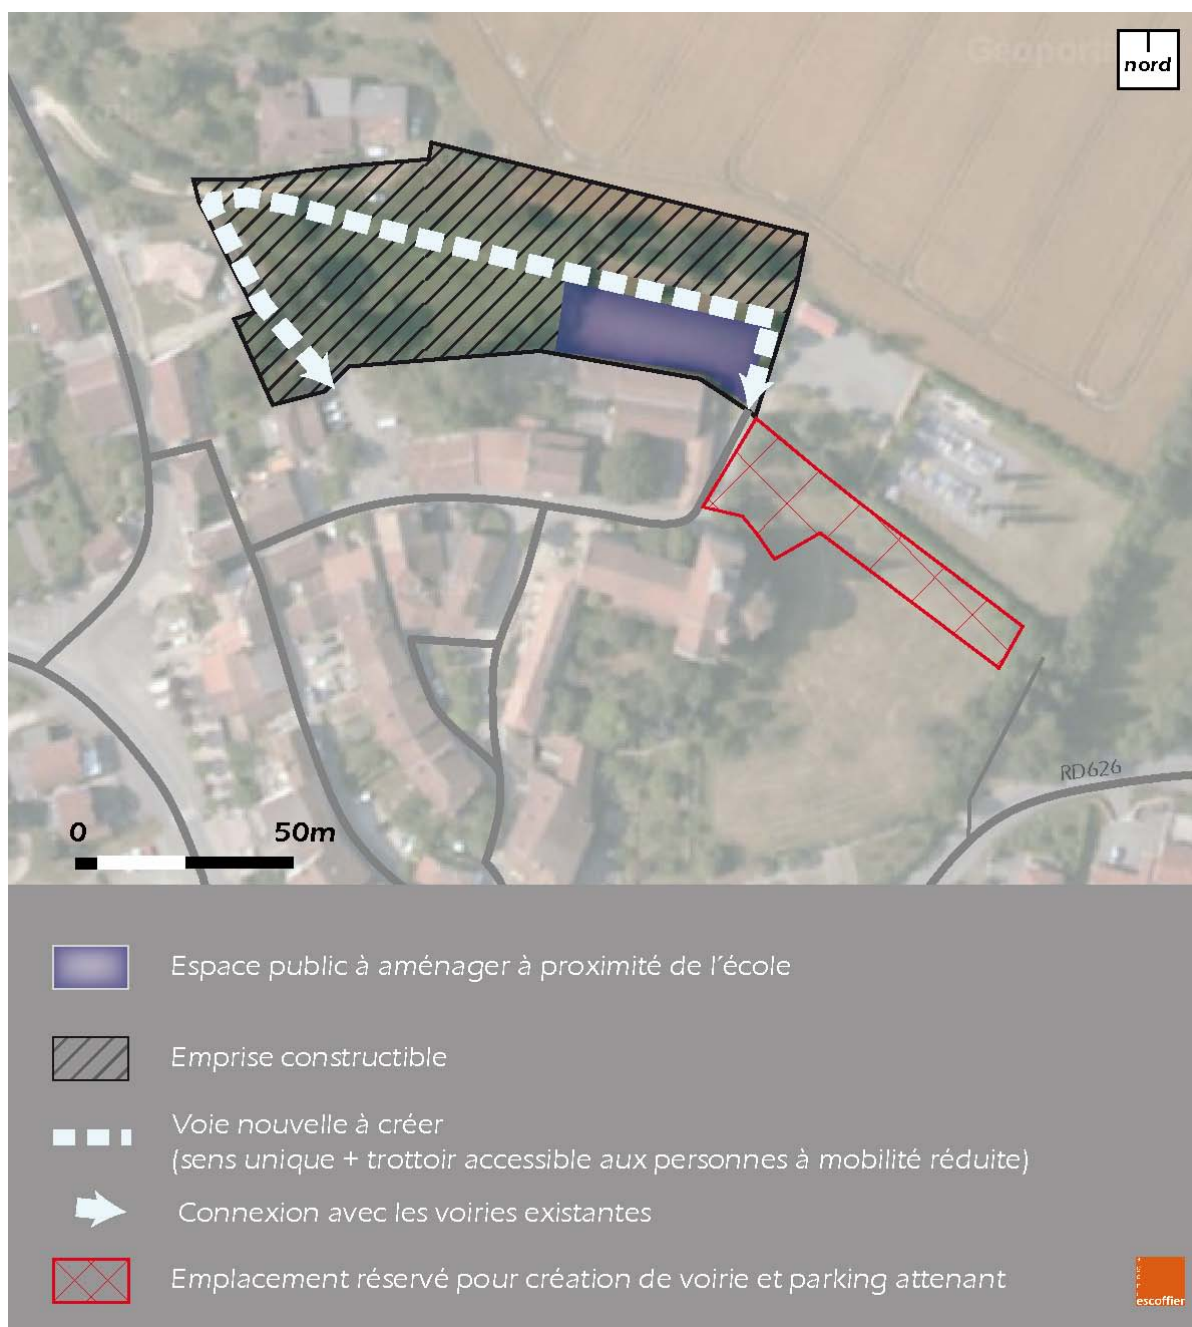 nord
RD626
0 50m
Espace public à aménager à proximité de l'école
Emprise constructible
Voie nouvelle à créer
(sens unique + trottoir accessible aux personnes à mobilité réduite)
Connexion avec les voiries existantes
Emplacement réservé pour création de voirie et parking attenant
escoffier